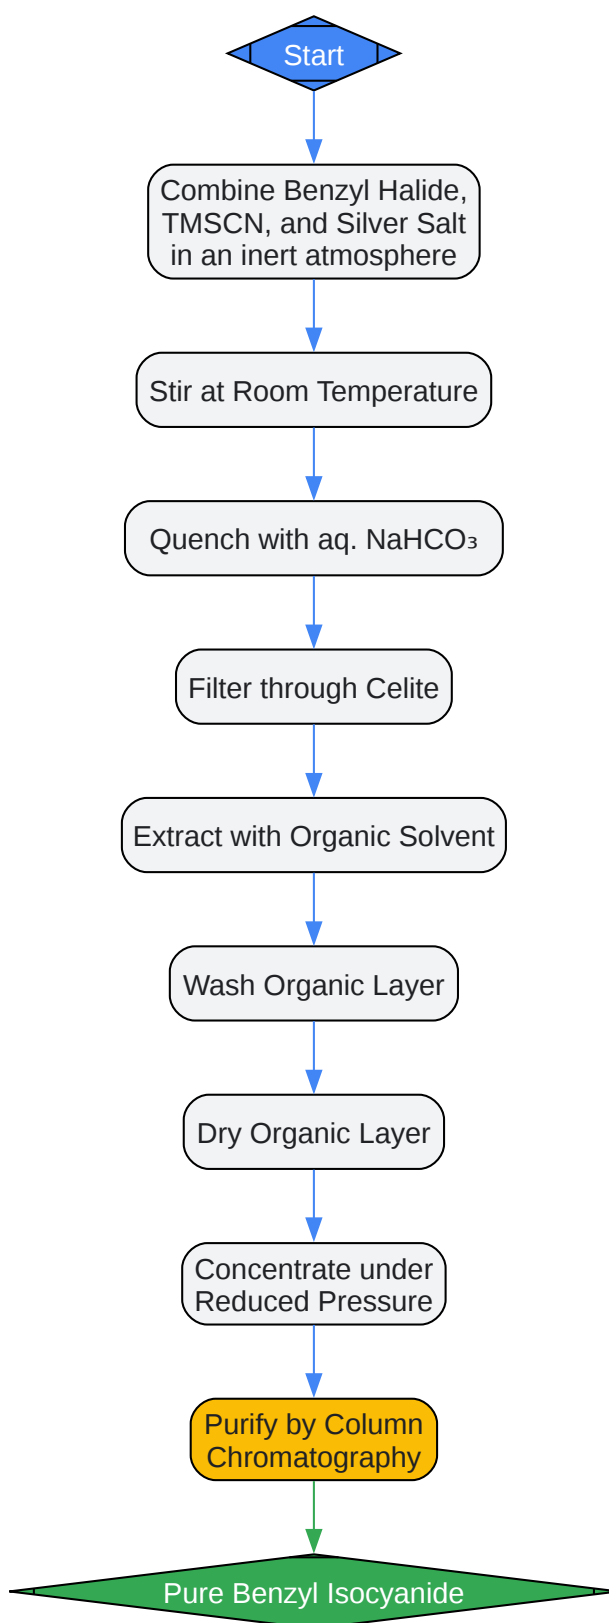 Start
Combine Benzyl Halide,
TMSCN, and Silver Salt
in an inert atmosphere
Stir at Room Temperature
Quench with aq. NaHCO₃
Filter through Celite
Extract with Organic Solvent
Wash Organic Layer
Dry Organic Layer
Concentrate under
Reduced Pressure
Purify by Column
Chromatography
Pure Benzyl Isocyanide